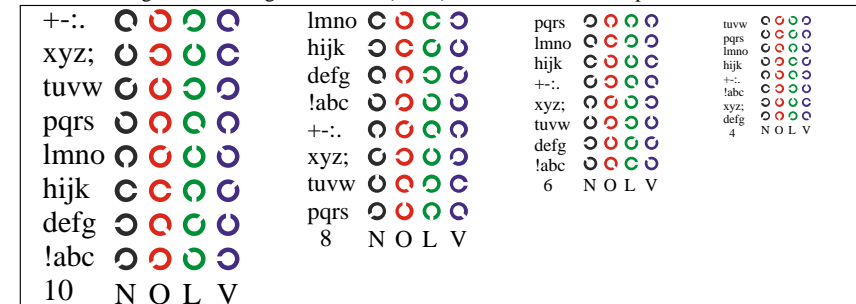 +-:.
xyz;
tuvw
pqrs
lmno
hijk
defg
!abc
10 N O L V
lmno
hijk
defg
!abc
+-:.
xyz;
tuvw
pqrs
8 N O L V
pqrs
lmno
hijk
+-:.
xyz;
tuvw
defg
!abc
6 N O L V
tuvw
pqrs
lmno
hijk
+-:.
!abc
xyz;
defg
4 N O L V